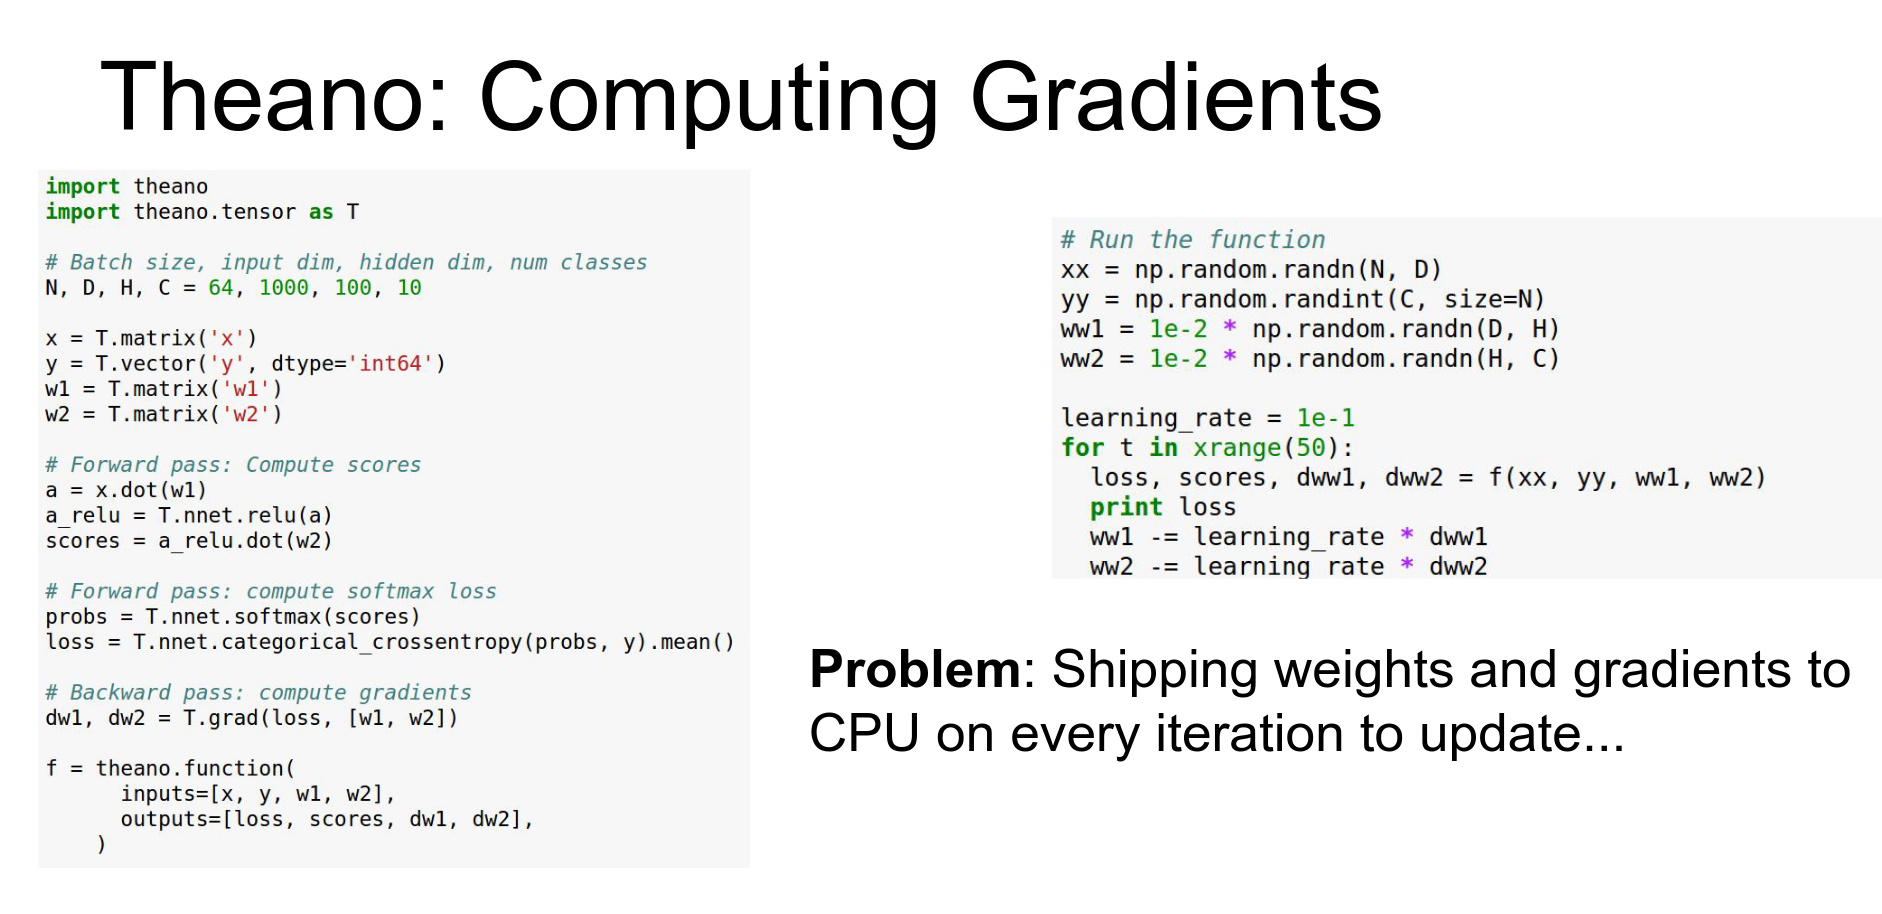 Theano: Computing Gradients
import theano
import theano.tensor as T
# Batch size, input dim, hidden dim, num classes
N, D, H, C = 64, 1000, 100, 10
x = T.matrix('x')
y = T.vector('y', dtype='int64')
w1 = T.matrix('w1')
w2 = T.matrix('w2')
# Forward pass: Compute scores
a = x.dot(w1)
a_relu = T.nnet.relu(a)
scores = a_relu.dot(w2)
# Forward pass: compute softmax loss
probs = T.nnet.softmax(scores)
loss = T.nnet.categorical_crossentropy(probs, y).mean()
# Backward pass: compute gradients
dw1, dw2 = T.grad(loss, [w1, w2])
f = theano.function(
      inputs=[x, y, w1, w2],
      outputs=[loss, scores, dw1, dw2],
    )
# Run the function
xx = np.random.randn(N, D)
yy = np.random.randint(C, size=N)
ww1 = 1e-2 * np.random.randn(D, H)
ww2 = 1e-2 * np.random.randn(H, C)
learning_rate = 1e-1
for t in xrange(50):
  loss, scores, dww1, dww2 = f(xx, yy, ww1, ww2)
  print loss
  ww1 -= learning_rate * dww1
  ww2 -= learning_rate * dww2
Problem: Shipping weights and gradients to
CPU on every iteration to update...